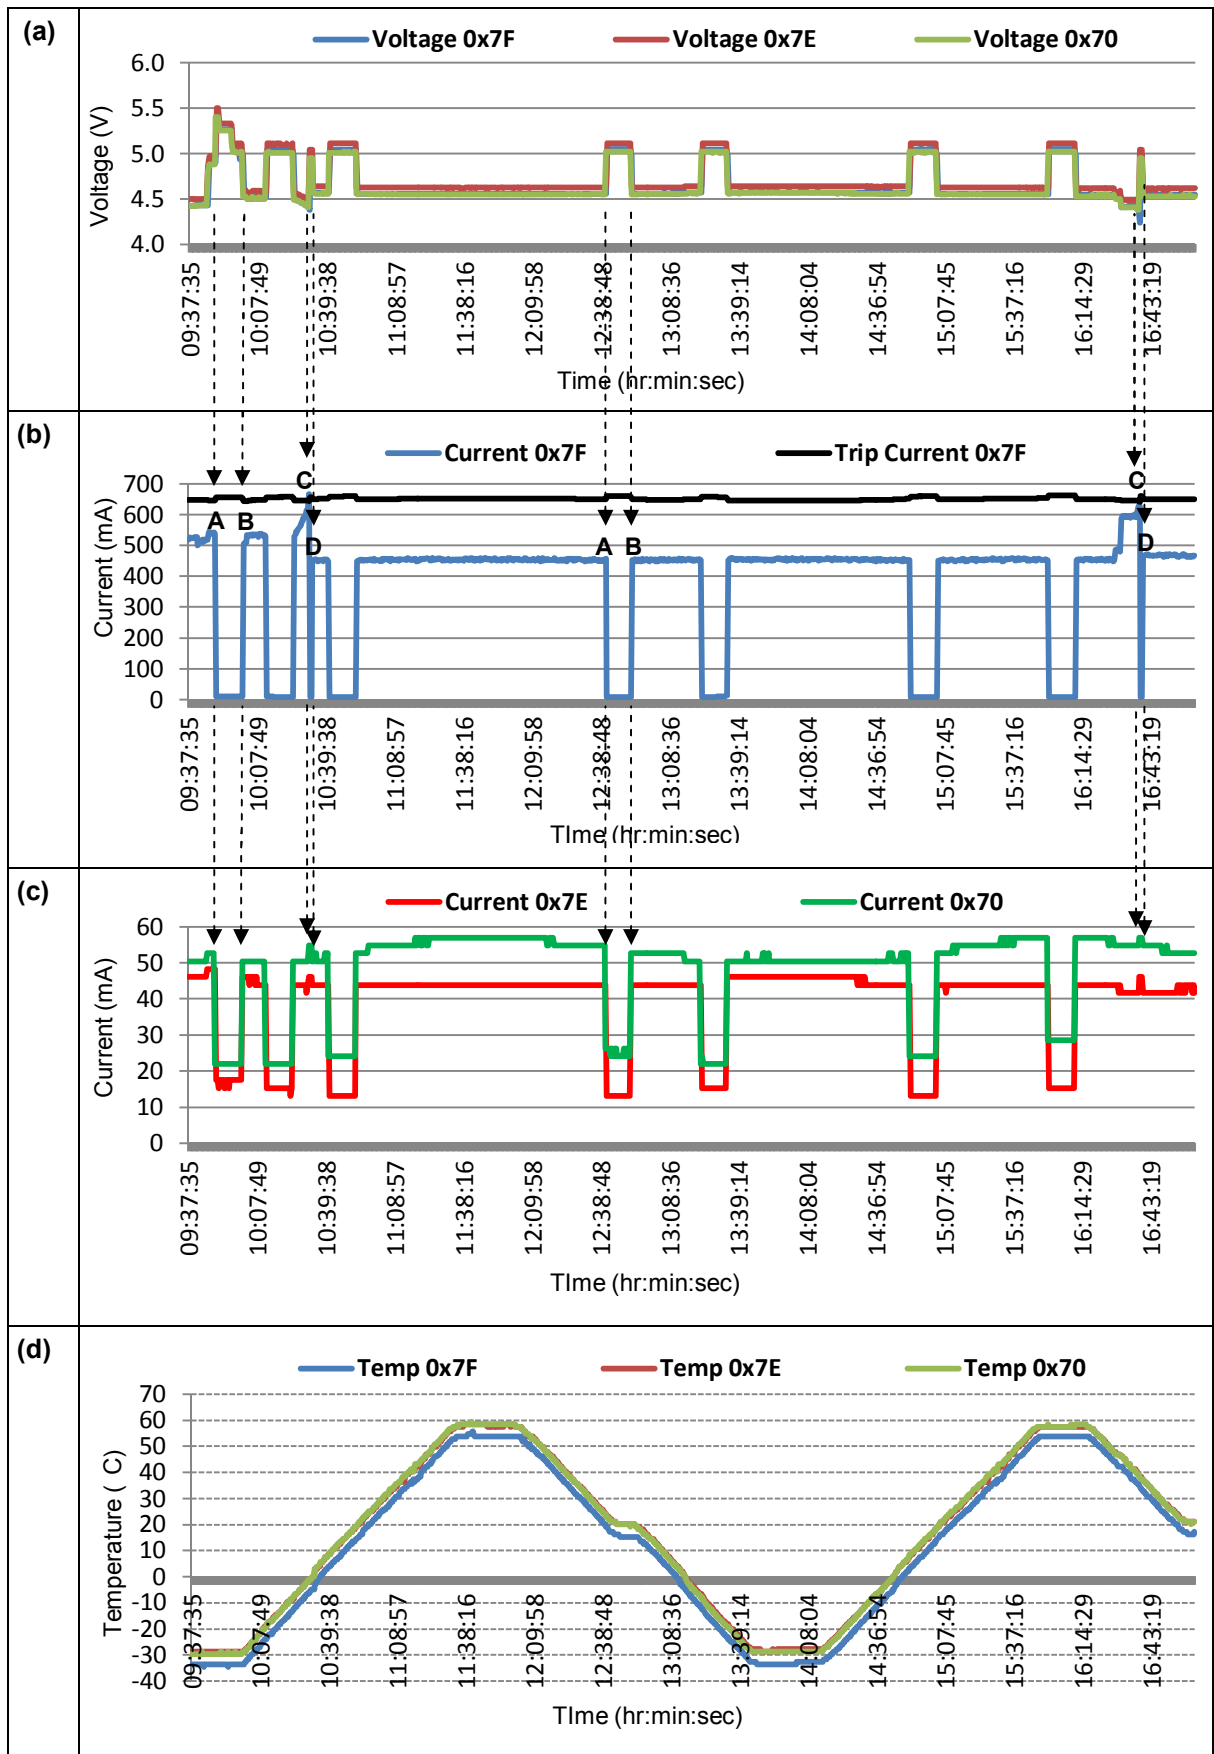 (a)
Voltage 0x7F Voltage 0x7E Voltage 0x70
6.0
5.5
5.0
4.5
4.0
Voltage (V)
09:37:35 10:07:49 10:39:38 11:08:57 11:38:16 12:09:58 12:38:48 13:08:36 13:39:14 14:08:04 14:36:54 15:07:45 15:37:16 16:14:29 16:43:19
Time (hr:min:sec)
(b)
Current 0x7F Trip Current 0x7F
700
600
500
400
300
200
100
0
Current (mA)
A B C D A B C D
09:37:35 10:07:49 10:39:38 11:08:57 11:38:16 12:09:58 12:38:48 13:08:36 13:39:14 14:08:04 14:36:54 15:07:45 15:37:16 16:14:29 16:43:19
TIme (hr:min:sec)
(c)
Current 0x7E Current 0x70
60
50
40
30
20
10
0
Current (mA)
09:37:35 10:07:49 10:39:38 11:08:57 11:38:16 12:09:58 12:38:48 13:08:36 13:39:14 14:08:04 14:36:54 15:07:45 15:37:16 16:14:29 16:43:19
TIme (hr:min:sec)
(d)
Temp 0x7F Temp 0x7E Temp 0x70
70
60
50
40
30
20
10
0
-10
-20
-30
-40
Temperature ( C)
09:37:35 10:07:49 10:39:38 11:08:57 11:38:16 12:09:58 12:38:48 13:08:36 13:39:14 14:08:04 14:36:54 15:07:45 15:37:16 16:14:29 16:43:19
TIme (hr:min:sec)